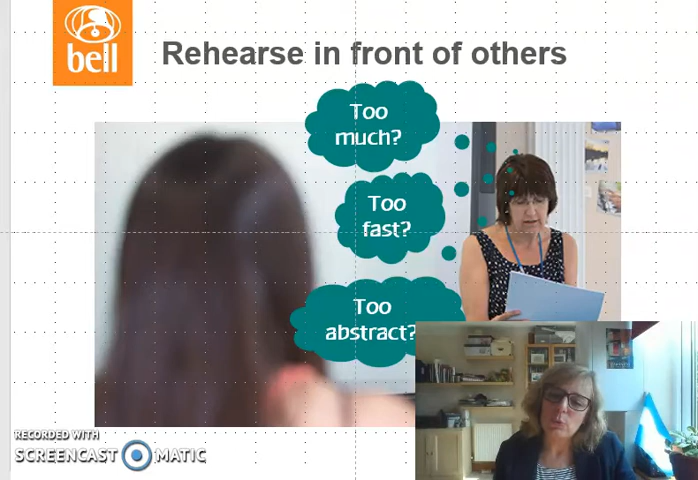 bell
Rehearse in front of others
Too
much?
Too
fast?
Too
abstract?
RECORDED WITH
SCREENCAST MATIC